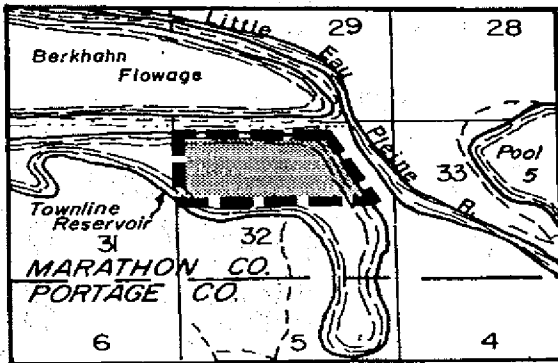 29
28
Little Eau Pleine R.
Berkhahn
Flowage
33
Pool
5
Townline
Reservoir
31
32
MARATHON CO.
PORTAGE CO.
6
5
4